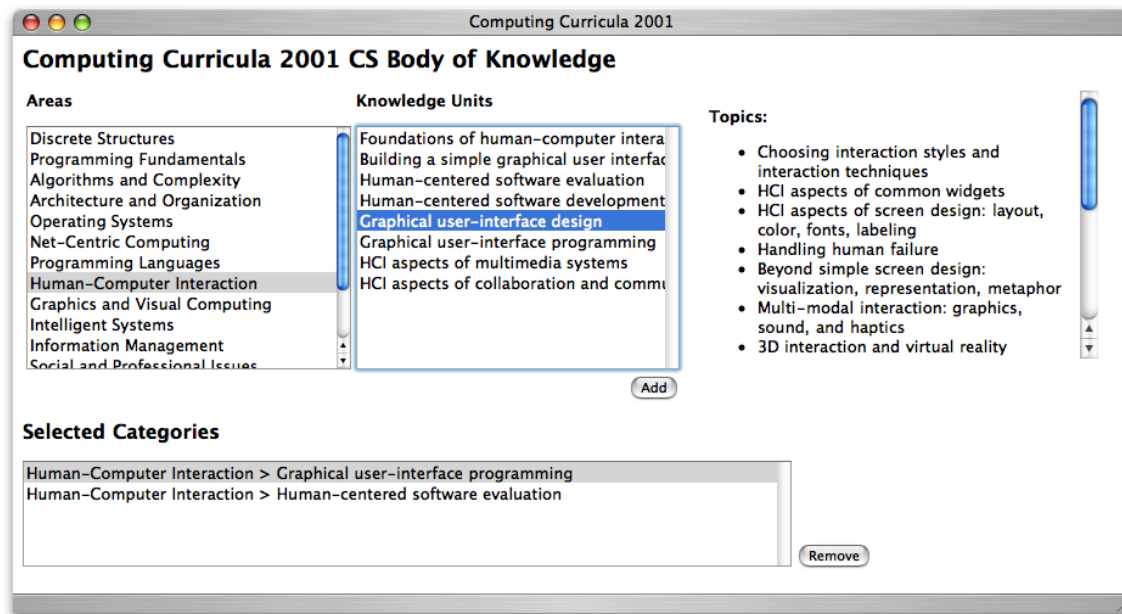 Computing Curricula 2001
Computing Curricula 2001 CS Body of Knowledge
Areas
Discrete Structures
Programming Fundamentals
Algorithms and Complexity
Architecture and Organization
Operating Systems
Net-Centric Computing
Programming Languages
Human-Computer Interaction
Graphics and Visual Computing
Intelligent Systems
Information Management
Social and Professional Issues
Knowledge Units
Foundations of human-computer intera
Building a simple graphical user interfac
Human-centered software evaluation
Human-centered software development
Graphical user-interface design
Graphical user-interface programming
HCI aspects of multimedia systems
HCI aspects of collaboration and commu
Add
Topics:
• Choosing interaction styles and
interaction techniques
• HCI aspects of common widgets
• HCI aspects of screen design: layout,
color, fonts, labeling
• Handling human failure
• Beyond simple screen design:
visualization, representation, metaphor
• Multi-modal interaction: graphics,
sound, and haptics
• 3D interaction and virtual reality
Selected Categories
Human-Computer Interaction > Graphical user-interface programming
Human-Computer Interaction > Human-centered software evaluation
Remove